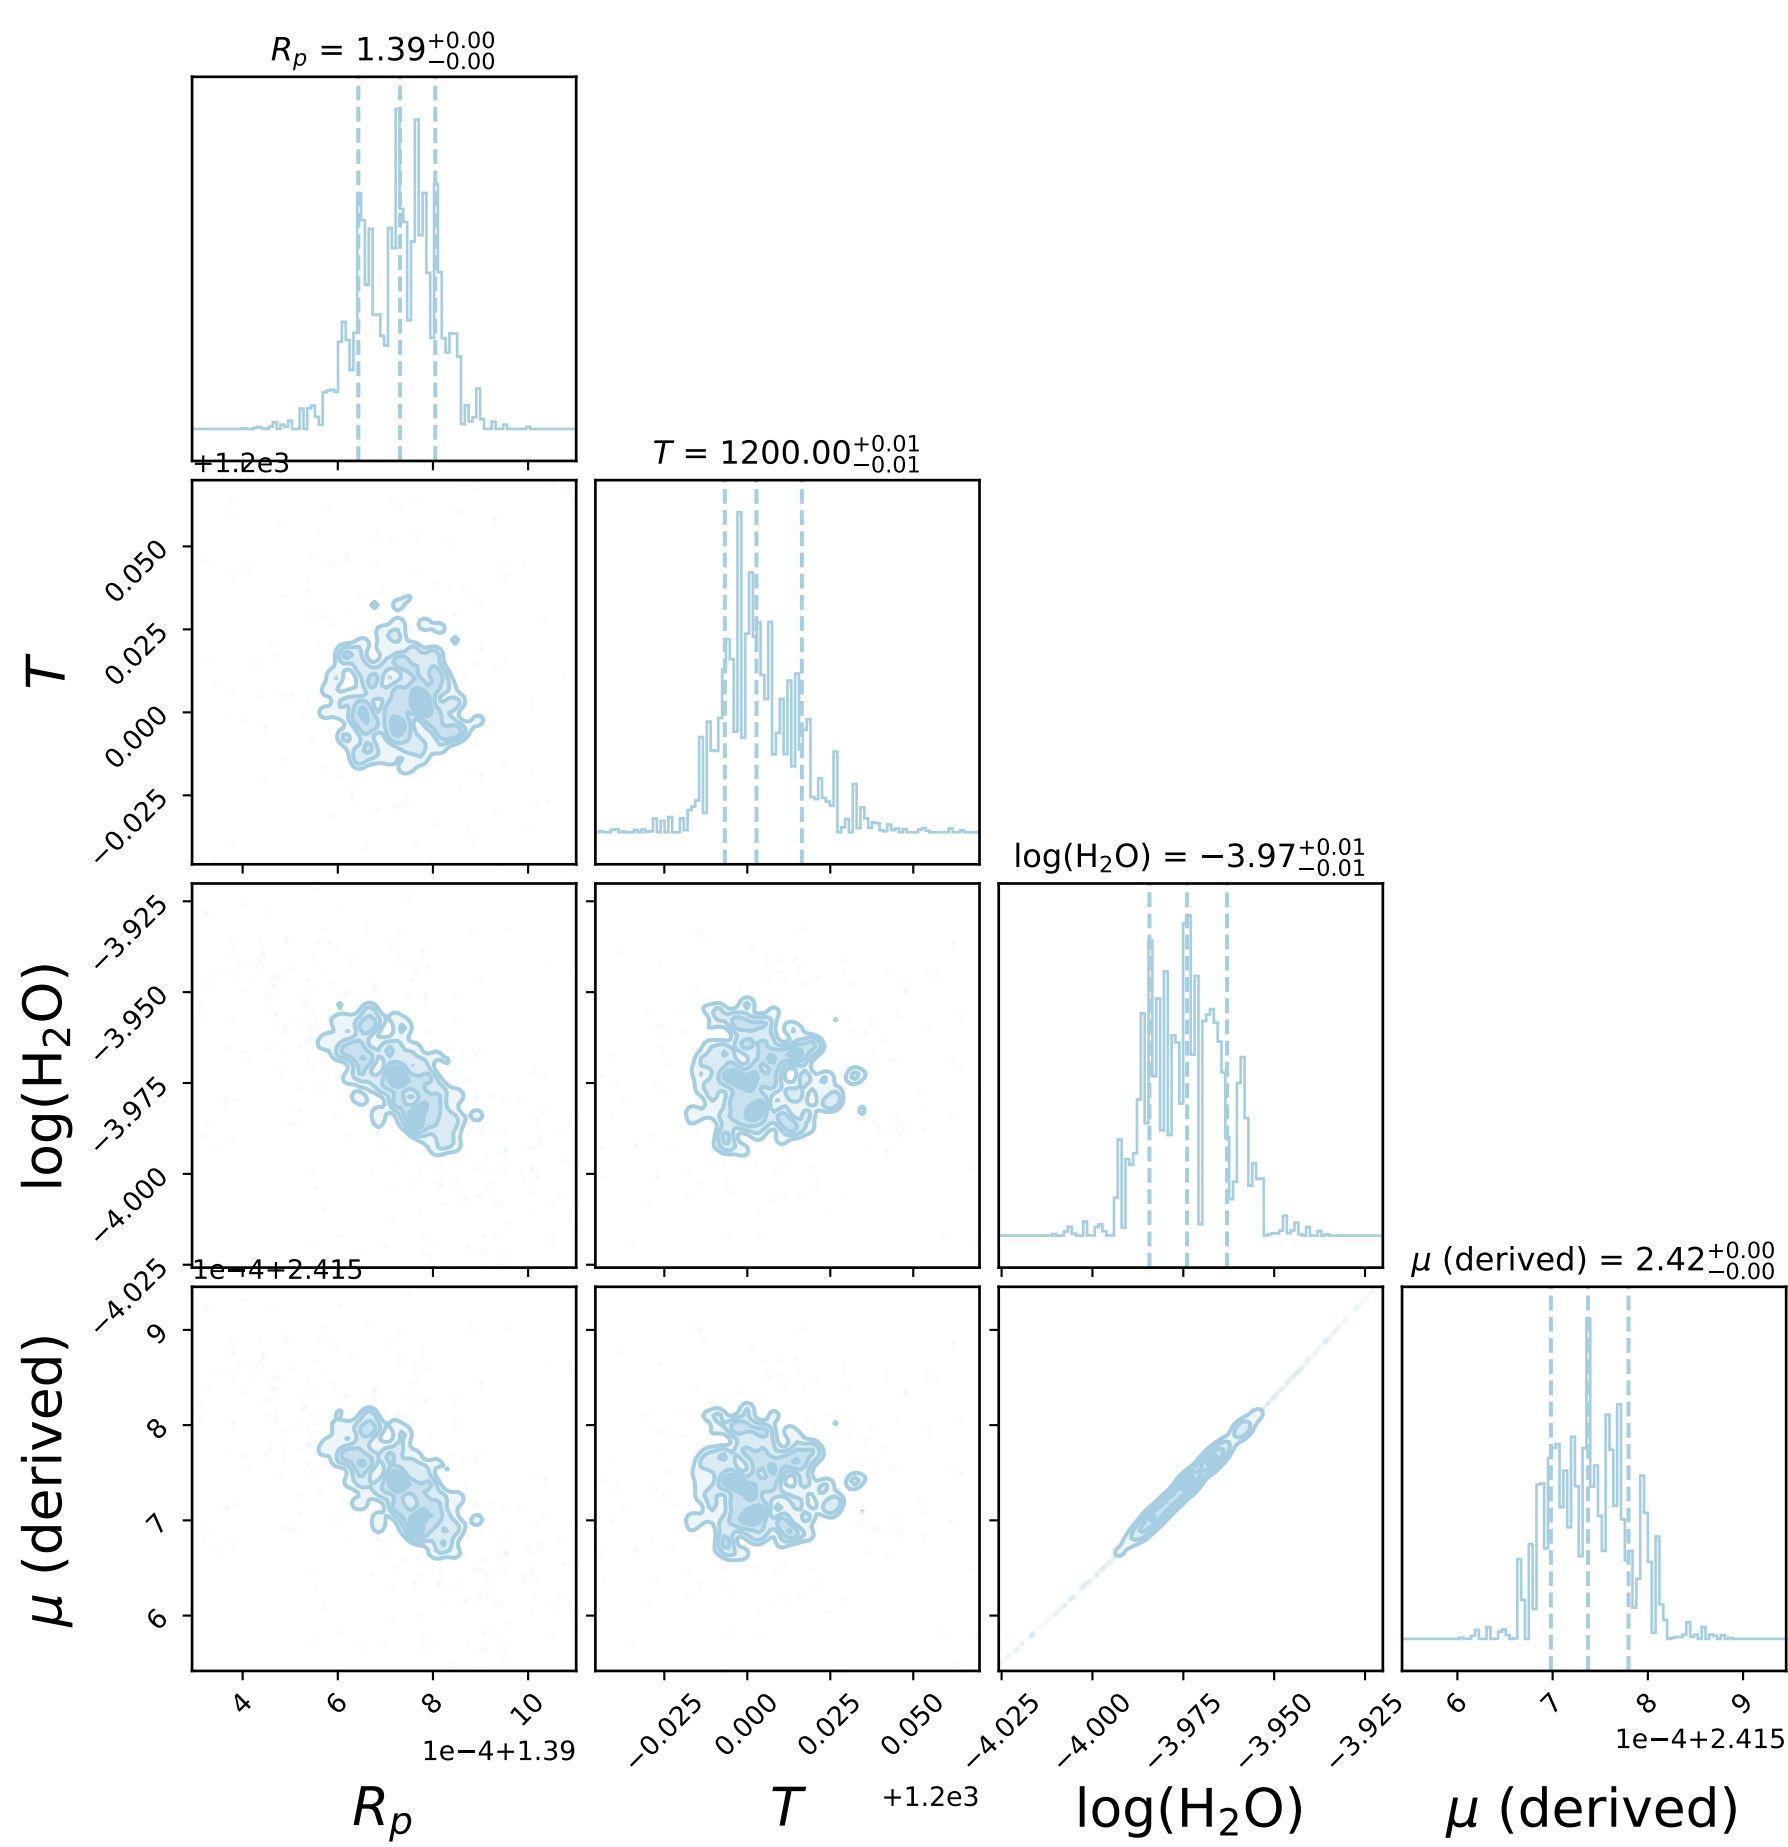 R_p = 1.39^{+0.00}_{−0.00}
+1.2e3
T = 1200.00^{+0.01}_{−0.01}
T
0.050
0.025
0.000
−0.025
log(H₂O) = −3.97^{+0.01}_{−0.01}
log(H₂O)
−3.925
−3.950
−3.975
−4.000
−4.025
1e−4+2.415
μ (derived) = 2.42^{+0.00}_{−0.00}
μ (derived)
9
8
7
6
4 6 8 10
−0.025 0.000 0.025 0.050
−4.025 −4.000 −3.975 −3.950 −3.925
6 7 8 9
1e−4+1.39
+1.2e3
1e−4+2.415
R_p
T
log(H₂O)
μ (derived)